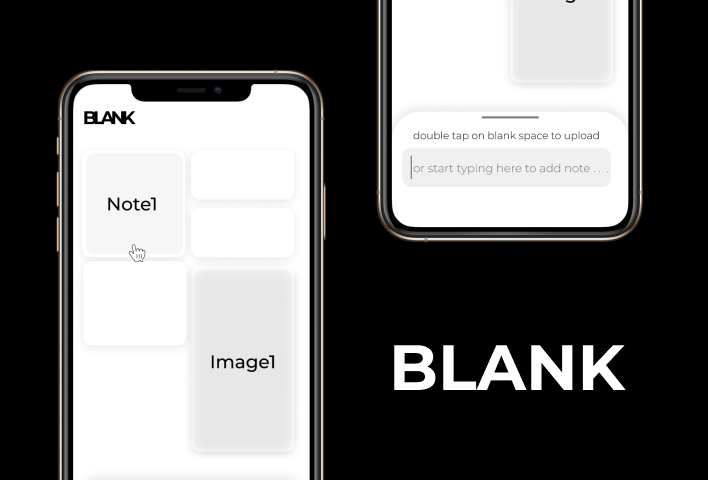 BLANK
Note1
Image1
double tap on blank space to upload
or start typing here to add note . . .
BLANK